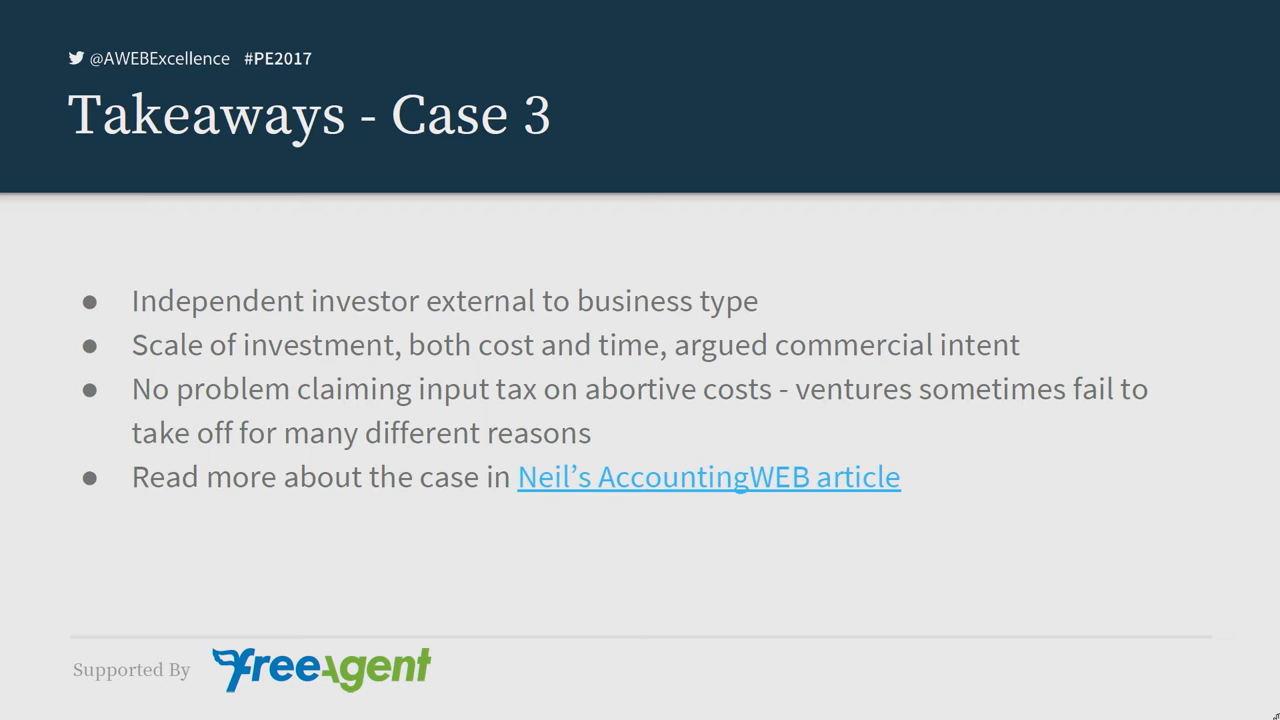 @AWEBExcellence #PE2017
Takeaways - Case 3
● Independent investor external to business type
● Scale of investment, both cost and time, argued commercial intent
● No problem claiming input tax on abortive costs - ventures sometimes fail to
take off for many different reasons
● Read more about the case in Neil’s AccountingWEB article
Supported By freeagent